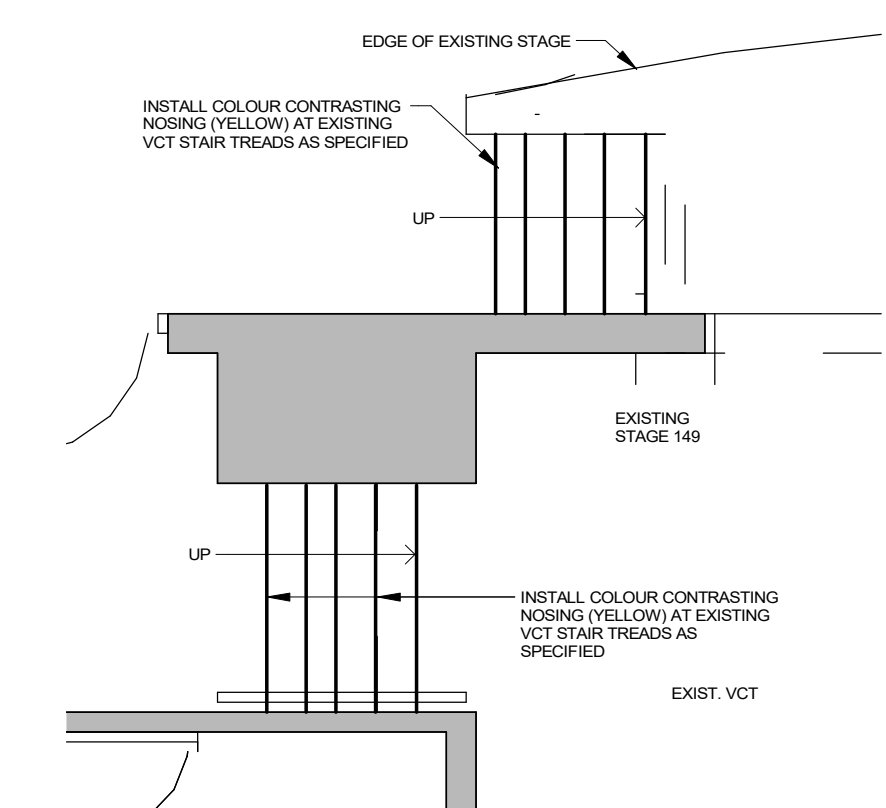 EDGE OF EXISTING STAGE
INSTALL COLOUR CONTRASTING
NOSING (YELLOW) AT EXISTING
VCT STAIR TREADS AS SPECIFIED
UP
EXISTING
STAGE 149
UP
INSTALL COLOUR CONTRASTING
NOSING (YELLOW) AT EXISTING
VCT STAIR TREADS AS
SPECIFIED
EXIST. VCT